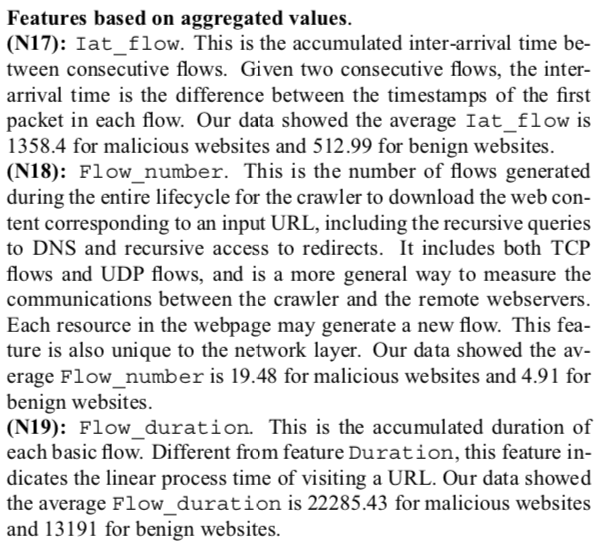 Features based on aggregated values.
(N17): Iat_flow. This is the accumulated inter-arrival time be-
tween consecutive flows. Given two consecutive flows, the inter-
arrival time is the difference between the timestamps of the first
packet in each flow. Our data showed the average Iat_flow is
1358.4 for malicious websites and 512.99 for benign websites.
(N18): Flow_number. This is the number of flows generated
during the entire lifecycle for the crawler to download the web con-
tent corresponding to an input URL, including the recursive queries
to DNS and recursive access to redirects. It includes both TCP
flows and UDP flows, and is a more general way to measure the
communications between the crawler and the remote webservers.
Each resource in the webpage may generate a new flow. This fea-
ture is also unique to the network layer. Our data showed the av-
erage Flow_number is 19.48 for malicious websites and 4.91 for
benign websites.
(N19): Flow_duration. This is the accumulated duration of
each basic flow. Different from feature Duration, this feature in-
dicates the linear process time of visiting a URL. Our data showed
the average Flow_duration is 22285.43 for malicious websites
and 13191 for benign websites.